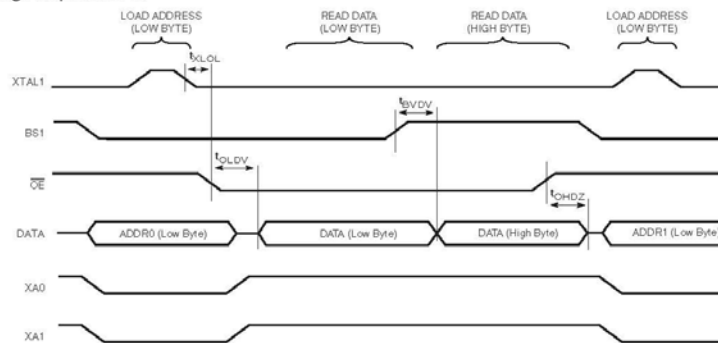 LOAD ADDRESS
(LOW BYTE)
READ DATA
(LOW BYTE)
READ DATA
(HIGH BYTE)
LOAD ADDRESS
(LOW BYTE)
tXLOL
XTAL1
tBVDV
BS1
tOLDV
OE
tOHDZ
DATA
ADDR0 (Low Byte)
DATA (Low Byte)
DATA (High Byte)
ADDR1 (Low Byte)
XA0
XA1